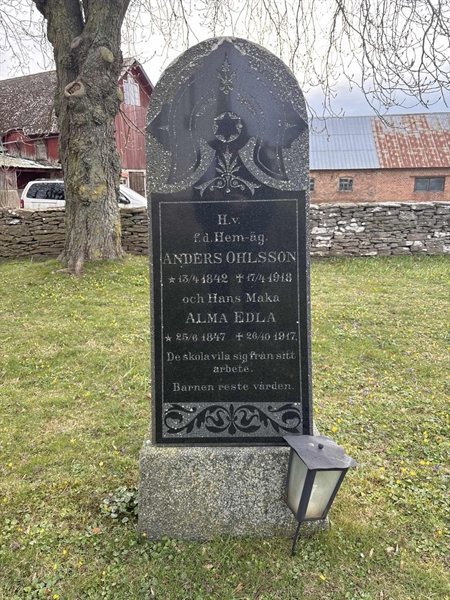 H.v.
f.d. Hem-äg.
ANDERS OHLSSON
* 13/4 1842 ✝ 17/4 1918
och Hans Maka
ALMA EDLA
* 25/6 1847 ✝ 26/10 1917.
De skola vila sig från sitt
arbete.
Barnen reste vården.